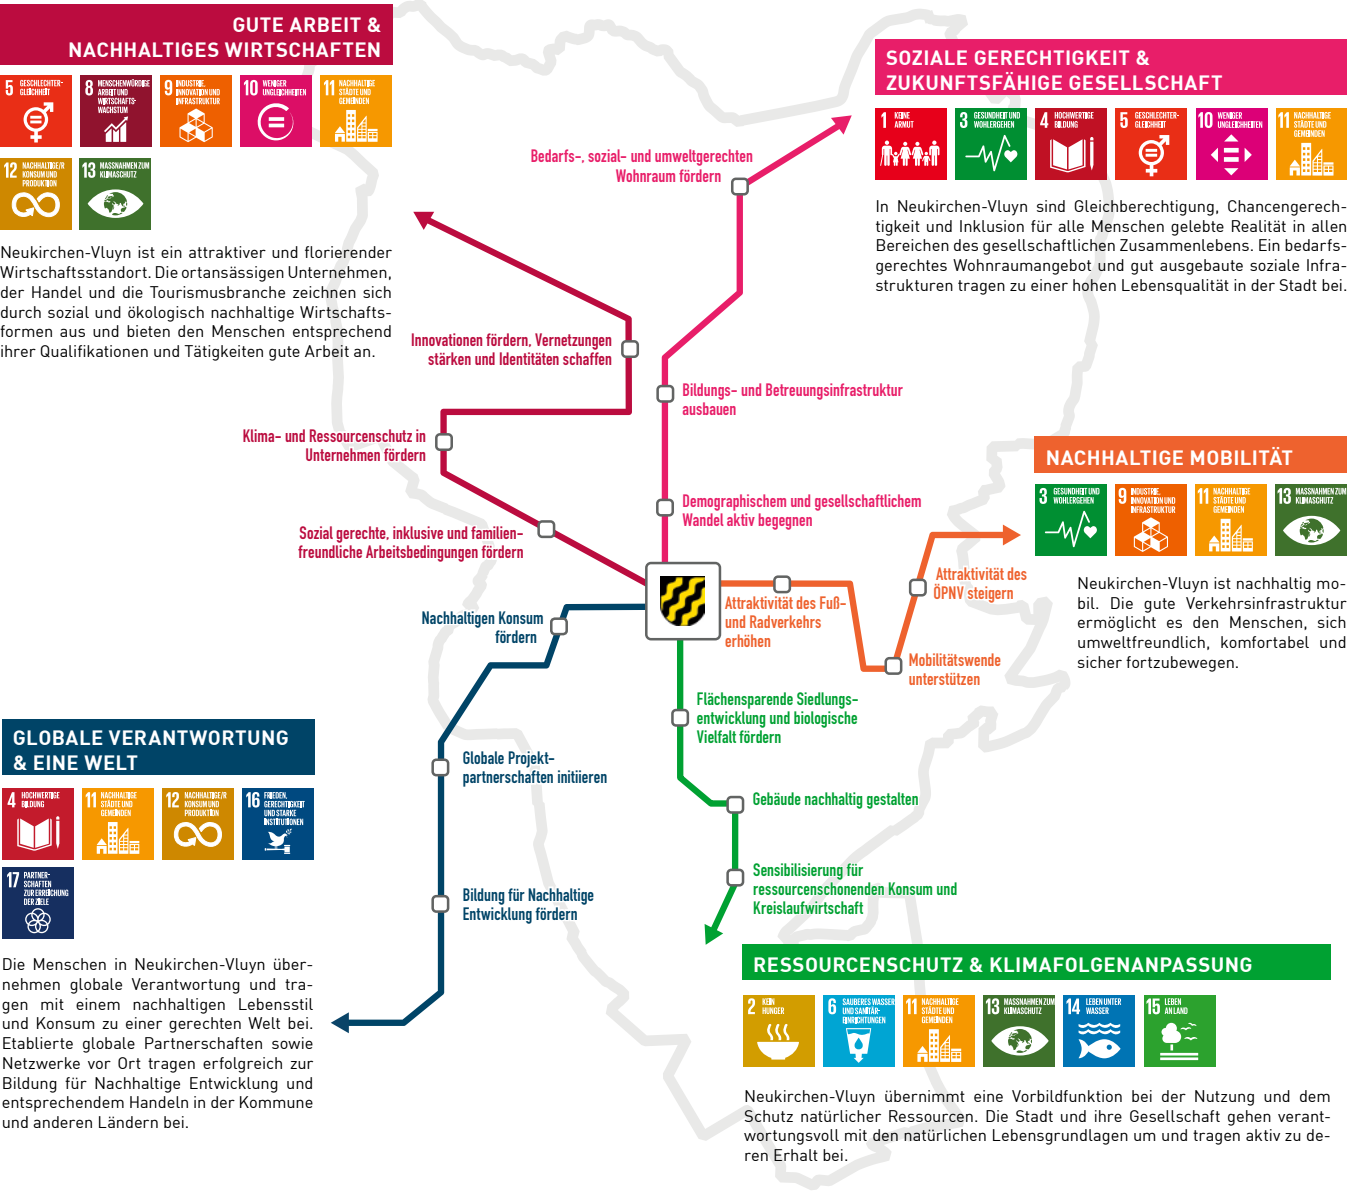 GUTE ARBEIT &
NACHHALTIGES WIRTSCHAFTEN
5 GESCHLECHTER-
GLEICHHEIT
8 MENSCHENWÜRDIGE
ARBEIT UND
WIRTSCHAFTS-
WACHSTUM
9 INDUSTRIE,
INNOVATION UND
INFRASTRUKTUR
10 WENIGER
UNGLEICHHEITEN
11 NACHHALTIGE
STÄDTE UND
GEMEINDEN
12 NACHHALTIGE/R
KONSUM UND
PRODUKTION
13 MASSNAHMEN ZUM
KLIMASCHUTZ
Neukirchen-Vluyn ist ein attraktiver und florierender
Wirtschaftsstandort. Die ortansässigen Unternehmen,
der Handel und die Tourismusbranche zeichnen sich
durch sozial und ökologisch nachhaltige Wirtschafts-
formen aus und bieten den Menschen entsprechend
ihrer Qualifikationen und Tätigkeiten gute Arbeit an.
SOZIALE GERECHTIGKEIT &
ZUKUNFTSFÄHIGE GESELLSCHAFT
1 KEINE
ARMUT
3 GESUNDHEIT UND
WOHLERGEHEN
4 HOCHWERTIGE
BILDUNG
5 GESCHLECHTER-
GLEICHHEIT
10 WENIGER
UNGLEICHHEITEN
11 NACHHALTIGE
STÄDTE UND
GEMEINDEN
In Neukirchen-Vluyn sind Gleichberechtigung, Chancengerech-
tigkeit und Inklusion für alle Menschen gelebte Realität in allen
Bereichen des gesellschaftlichen Zusammenlebens. Ein bedarfs-
gerechtes Wohnraumangebot und gut ausgebaute soziale Infra-
strukturen tragen zu einer hohen Lebensqualität in der Stadt bei.
Bedarfs-, sozial- und umweltgerechten
Wohnraum fördern
Innovationen fördern, Vernetzungen
stärken und Identitäten schaffen
Bildungs- und Betreuungsinfrastruktur
ausbauen
Klima- und Ressourcenschutz in
Unternehmen fördern
Demographischem und gesellschaftlichem
Wandel aktiv begegnen
Sozial gerechte, inklusive und familien-
freundliche Arbeitsbedingungen fördern
NACHHALTIGE MOBILITÄT
3 GESUNDHEIT UND
WOHLERGEHEN
9 INDUSTRIE,
INNOVATION UND
INFRASTRUKTUR
11 NACHHALTIGE
STÄDTE UND
GEMEINDEN
13 MASSNAHMEN ZUM
KLIMASCHUTZ
Neukirchen-Vluyn ist nachhaltig mo-
bil. Die gute Verkehrsinfrastruktur
ermöglicht es den Menschen, sich
umweltfreundlich, komfortabel und
sicher fortzubewegen.
Attraktivität des
ÖPNV steigern
Attraktivität des Fuß-
und Radverkehrs
erhöhen
Mobilitätswende
unterstützen
Nachhaltigen Konsum
fördern
Flächensparende Siedlungs-
entwicklung und biologische
Vielfalt fördern
Globale Projekt-
partnerschaften initiieren
Gebäude nachhaltig gestalten
Sensibilisierung für
ressourcenschonenden Konsum und
Kreislaufwirtschaft
Bildung für Nachhaltige
Entwicklung fördern
GLOBALE VERANTWORTUNG
& EINE WELT
4 HOCHWERTIGE
BILDUNG
11 NACHHALTIGE
STÄDTE UND
GEMEINDEN
12 NACHHALTIGE/R
KONSUM UND
PRODUKTION
16 FRIEDEN,
GERECHTIGKEIT
UND STARKE
INSTITUTIONEN
17 PARTNER-
SCHAFTEN
ZUR ERREICHUNG
DER ZIELE
Die Menschen in Neukirchen-Vluyn über-
nehmen globale Verantwortung und tra-
gen mit einem nachhaltigen Lebensstil
und Konsum zu einer gerechten Welt bei.
Etablierte globale Partnerschaften sowie
Netzwerke vor Ort tragen erfolgreich zur
Bildung für Nachhaltige Entwicklung und
entsprechendem Handeln in der Kommune
und anderen Ländern bei.
RESSOURCENSCHUTZ & KLIMAFOLGENANPASSUNG
2 KEIN
HUNGER
6 SAUBERES WASSER
UND SANITÄR-
EINRICHTUNGEN
11 NACHHALTIGE
STÄDTE UND
GEMEINDEN
13 MASSNAHMEN ZUM
KLIMASCHUTZ
14 LEBEN UNTER
WASSER
15 LEBEN
AN LAND
Neukirchen-Vluyn übernimmt eine Vorbildfunktion bei der Nutzung und dem
Schutz natürlicher Ressourcen. Die Stadt und ihre Gesellschaft gehen verant-
wortungsvoll mit den natürlichen Lebensgrundlagen um und tragen aktiv zu de-
ren Erhalt bei.